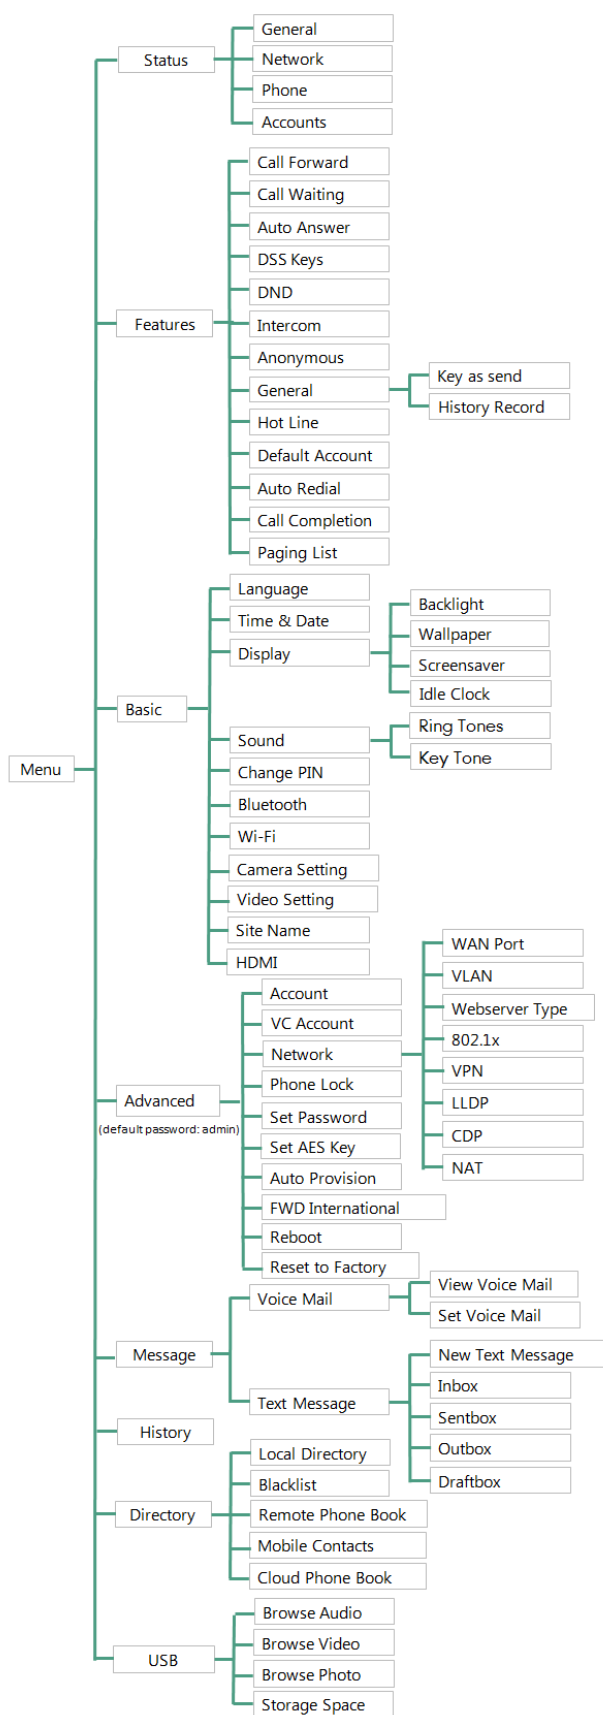 Menu
Status
General
Network
Phone
Accounts
Features
Call Forward
Call Waiting
Auto Answer
DSS Keys
DND
Intercom
Anonymous
General
Key as send
History Record
Hot Line
Default Account
Auto Redial
Call Completion
Paging List
Basic
Language
Time & Date
Display
Backlight
Wallpaper
Screensaver
Idle Clock
Sound
Ring Tones
Key Tone
Change PIN
Bluetooth
Wi-Fi
Camera Setting
Video Setting
Site Name
HDMI
Advanced
(default password: admin)
Account
VC Account
Network
WAN Port
VLAN
Webserver Type
802.1x
VPN
LLDP
CDP
NAT
Phone Lock
Set Password
Set AES Key
Auto Provision
FWD International
Reboot
Reset to Factory
Message
Voice Mail
View Voice Mail
Set Voice Mail
Text Message
New Text Message
Inbox
Sentbox
Outbox
Draftbox
History
Directory
Local Directory
Blacklist
Remote Phone Book
Mobile Contacts
Cloud Phone Book
USB
Browse Audio
Browse Video
Browse Photo
Storage Space